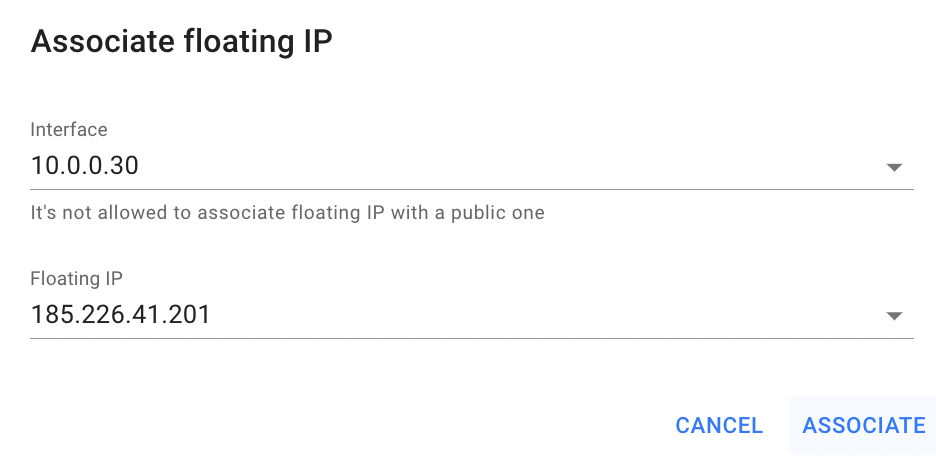 Associate floating IP
Interface
10.0.0.30
It's not allowed to associate floating IP with a public one
Floating IP
185.226.41.201
CANCEL ASSOCIATE